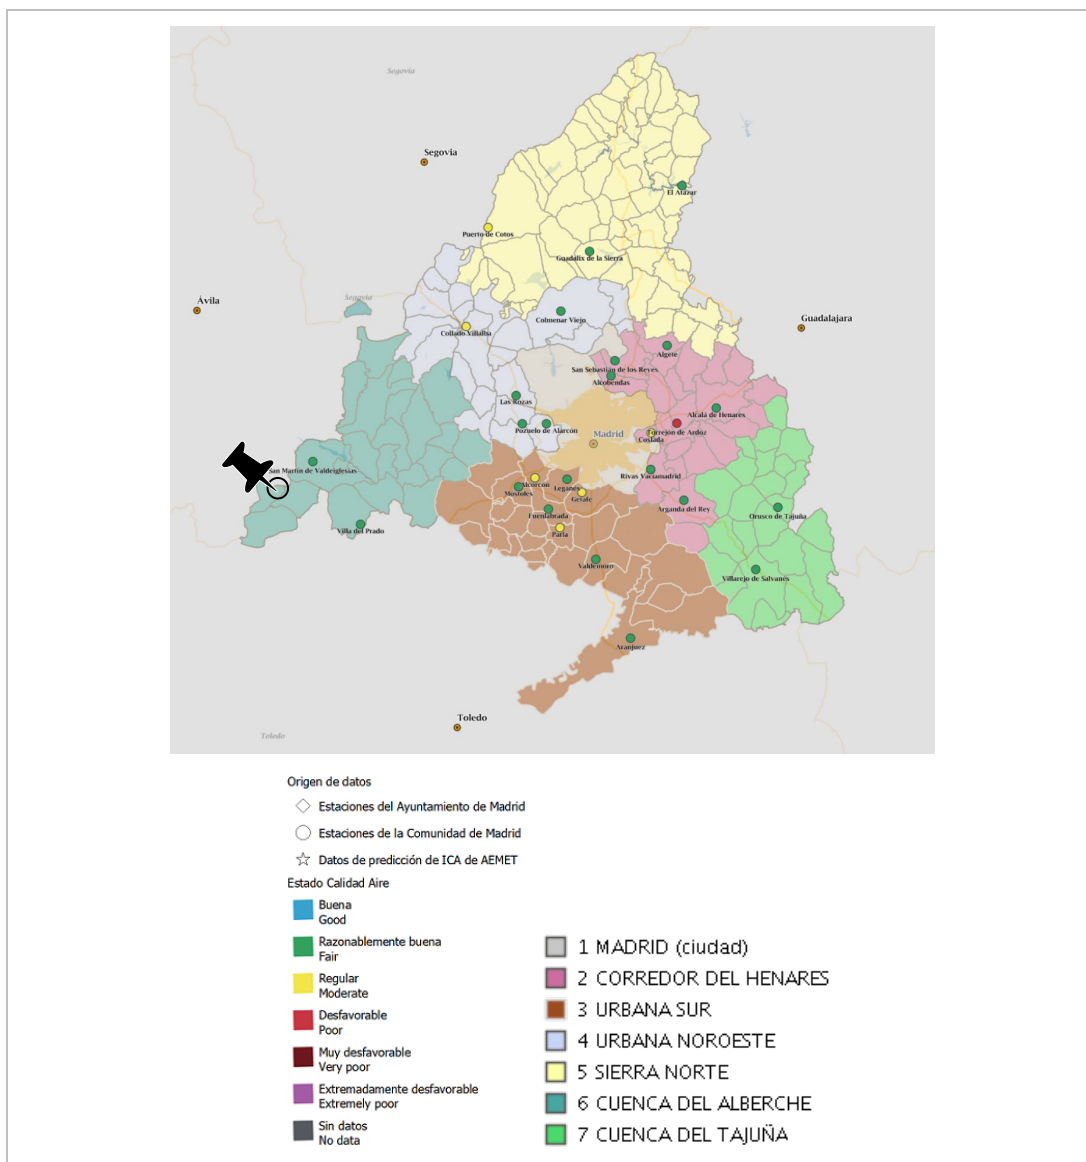 Segovia
Segovia
El Atazar
Puerto de Cotos
Guadalix de la Sierra
Ávila
Segovia
Colmenar Viejo
Guadalajara
Collado Villalba
Algete
San Sebastián de los Reyes
Alcobendas
Las Rozas
Alcalá de Henares
Pozuelo de Alarcón
Madrid
Torrejón de Ardoz
Coslada
San Martín de Valdeiglesias
Rivas Vaciamadrid
Alcorcón
Leganés
Móstoles
Getafe
Fuenlabrada
Arganda del Rey
Orusco de Tajuña
Villa del Prado
Parla
Valdemoro
Villarejo de Salvanés
Aranjuez
Toledo
Toledo
Origen de datos
Estaciones del Ayuntamiento de Madrid
Estaciones de la Comunidad de Madrid
Datos de predicción de ICA de AEMET
Estado Calidad Aire
Buena
Good
Razonablemente buena
Fair
Regular
Moderate
Desfavorable
Poor
Muy desfavorable
Very poor
Extremadamente desfavorable
Extremely poor
Sin datos
No data
1 MADRID (ciudad)
2 CORREDOR DEL HENARES
3 URBANA SUR
4 URBANA NOROESTE
5 SIERRA NORTE
6 CUENCA DEL ALBERCHE
7 CUENCA DEL TAJUÑA